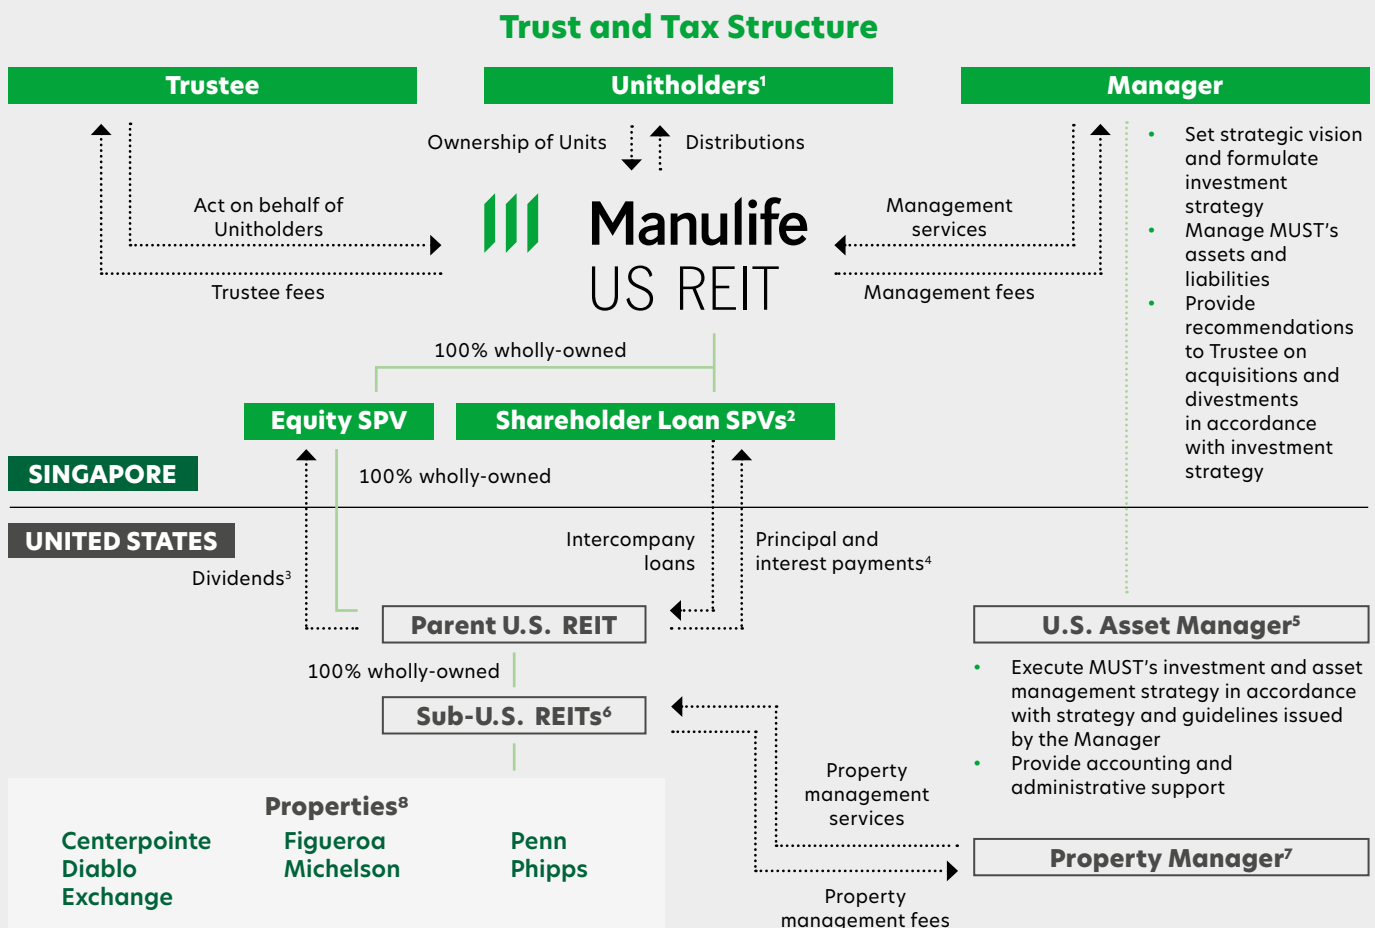 Trust and Tax Structure
Trustee
Unitholders¹
Manager
Ownership of Units
Distributions
Act on behalf of
Unitholders
Trustee fees
Manulife
US REIT
Management
services
Management fees
• Set strategic vision
and formulate
investment
strategy
• Manage MUST's
assets and
liabilities
• Provide
recommendations
to Trustee on
acquisitions and
divestments
in accordance
with investment
strategy
100% wholly-owned
Equity SPV
Shareholder Loan SPVs²
SINGAPORE
100% wholly-owned
UNITED STATES
Dividends³
Intercompany
loans
Principal and
interest payments⁴
Parent U.S. REIT
U.S. Asset Manager⁵
• Execute MUST's investment and asset
management strategy in accordance
with strategy and guidelines issued
by the Manager
• Provide accounting and
administrative support
100% wholly-owned
Sub-U.S. REITs⁶
Property
management
services
Property Manager⁷
Property
management fees
Properties⁸
Centerpointe
Diablo
Exchange
Figueroa
Michelson
Penn
Phipps